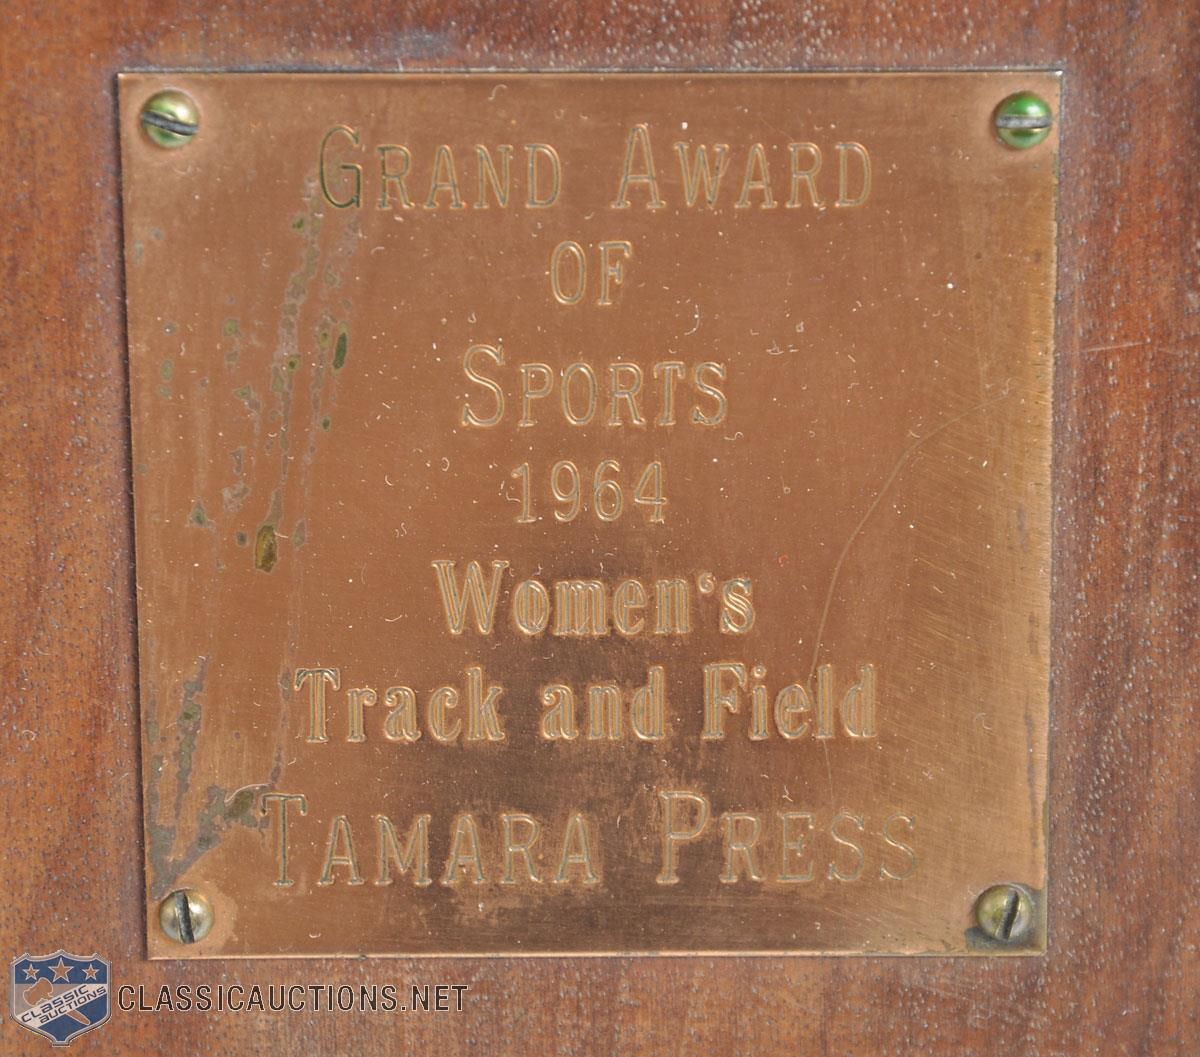 GRAND AWARD
OF
SPORTS
1964
Women‘s
Track and Field
TAMARA PRESS
CLASSIC
AUCTIONS
CLASSICAUCTIONS.NET